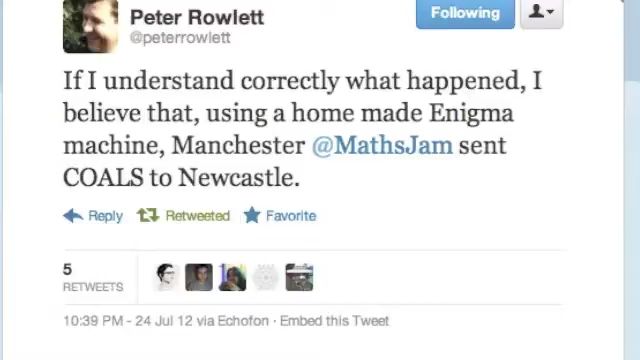 Peter Rowlett
@peterrowlett
Following
If I understand correctly what happened, I
believe that, using a home made Enigma
machine, Manchester @MathsJam sent
COALS to Newcastle.
Reply Retweeted Favorite
5
RETWEETS
10:39 PM - 24 Jul 12 via Echofon · Embed this Tweet